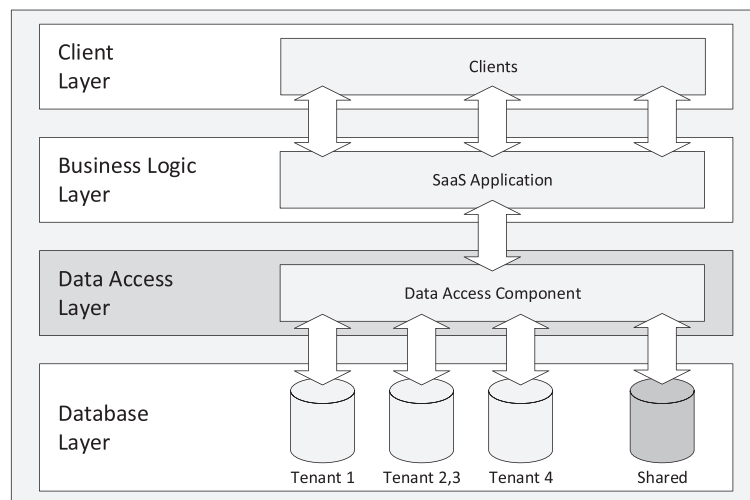 Client
Layer
Clients
Business Logic
Layer
SaaS Application
Data Access
Layer
Data Access Component
Database
Layer
Tenant 1
Tenant 2,3
Tenant 4
Shared